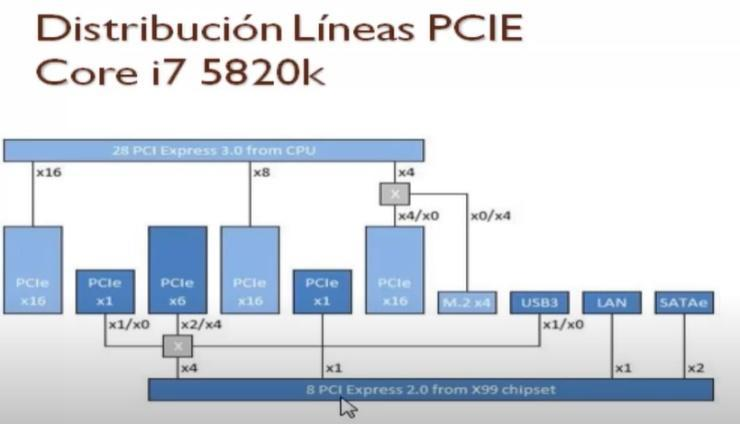 Distribución Líneas PCIE
Core i7 5820k
28 PCI Express 3.0 from CPU
x16
x8
x4
X
x4/x0
x0/x4
PCIe
x16
PCIe
x1
PCIe
x6
PCIe
x16
PCIe
x1
PCIe
x16
M.2 x4
USB3
LAN
SATAe
x1/x0
x2/x4
x1/x0
X
x4
x1
x1
x2
8 PCI Express 2.0 from X99 chipset